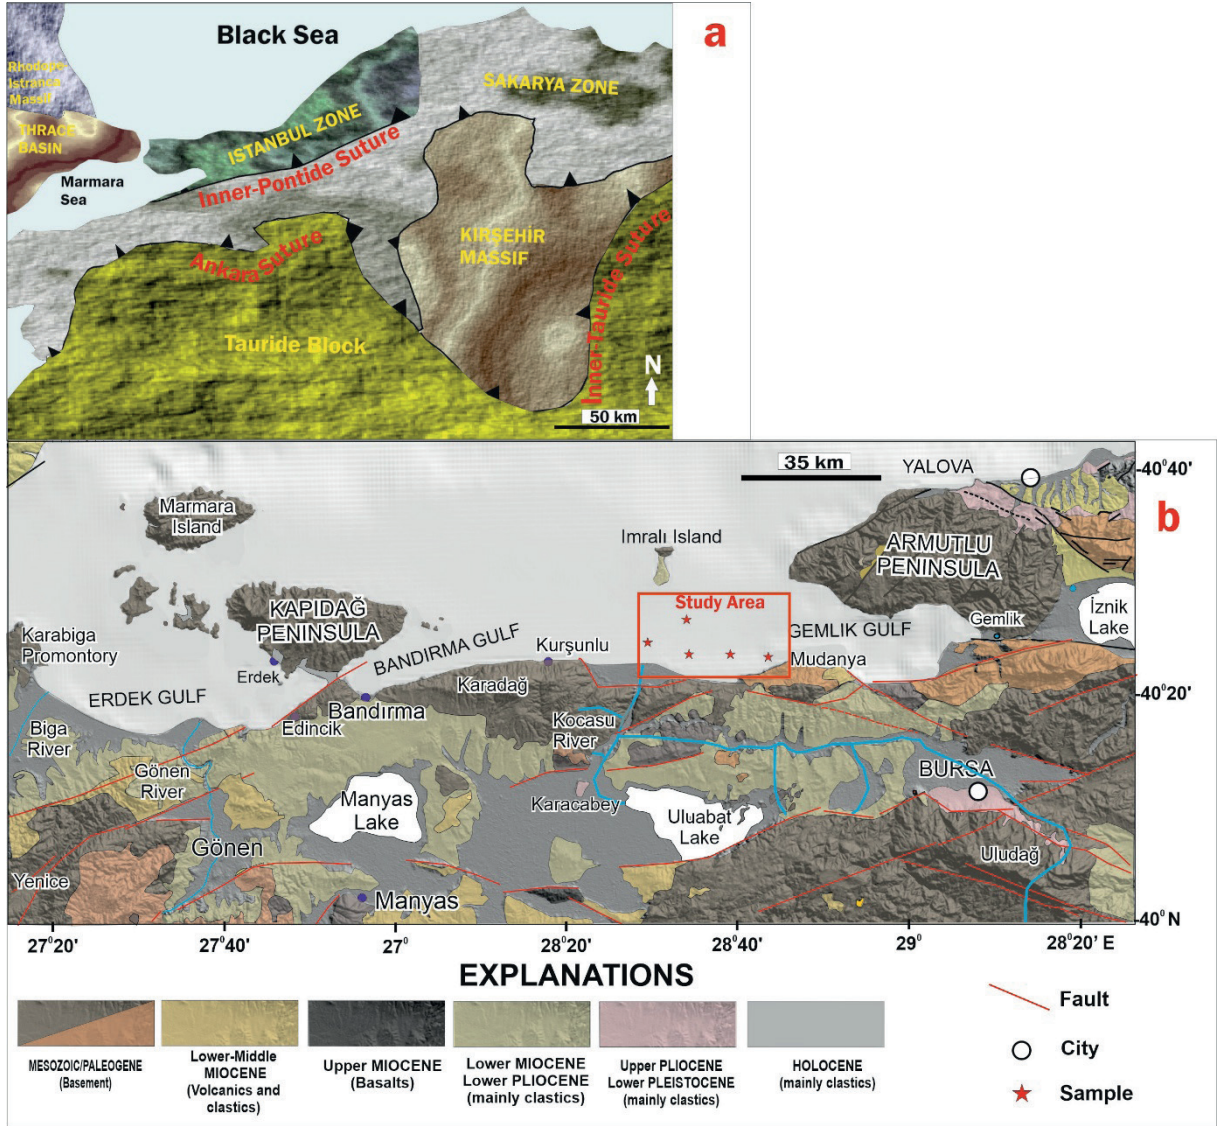 a
Black Sea
Rhodope-
Istranca
Massif
THRACE
BASIN
Marmara
Sea
ISTANBUL ZONE
SAKARYA ZONE
Inner-Pontide Suture
KIRŞEHİR
MASSIF
Ankara Suture
Inner-Tauride Suture
Tauride Block
N
50 km
b
35 km
YALOVA
40°40'
Marmara
Island
Imralı Island
ARMUTLU
PENINSULA
KAPIDAĞ
PENINSULA
Study Area
Gemlik
İznik
Lake
Karabiga
Promontory
BANDIRMA GULF
Kurşunlu
GEMLIK GULF
Mudanya
Erdek
ERDEK GULF
Karadağ
40°20'
Bandırma
Edincik
Biga
River
Kocasu
River
Gönen
River
BURSA
Manyas
Lake
Karacabey
Uluabat
Lake
Gönen
Uludağ
Yenice
Manyas
40°N
27°20'
27°40'
27°
28°20'
28°40'
29°
28°20' E
EXPLANATIONS
MESOZOIC/PALEOGENE
(Basement)
Lower-Middle
MIOCENE
(Volcanics and
clastics)
Upper MIOCENE
(Basalts)
Lower MIOCENE
Lower PLIOCENE
(mainly clastics)
Upper PLIOCENE
Lower PLEISTOCENE
(mainly clastics)
HOLOCENE
(mainly clastics)
Fault
City
Sample